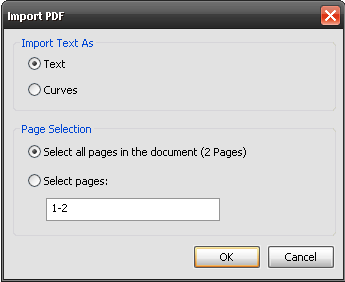 Import PDF
Import Text As
Text
Curves
Page Selection
Select all pages in the document (2 Pages)
Select pages:
1-2
OK
Cancel